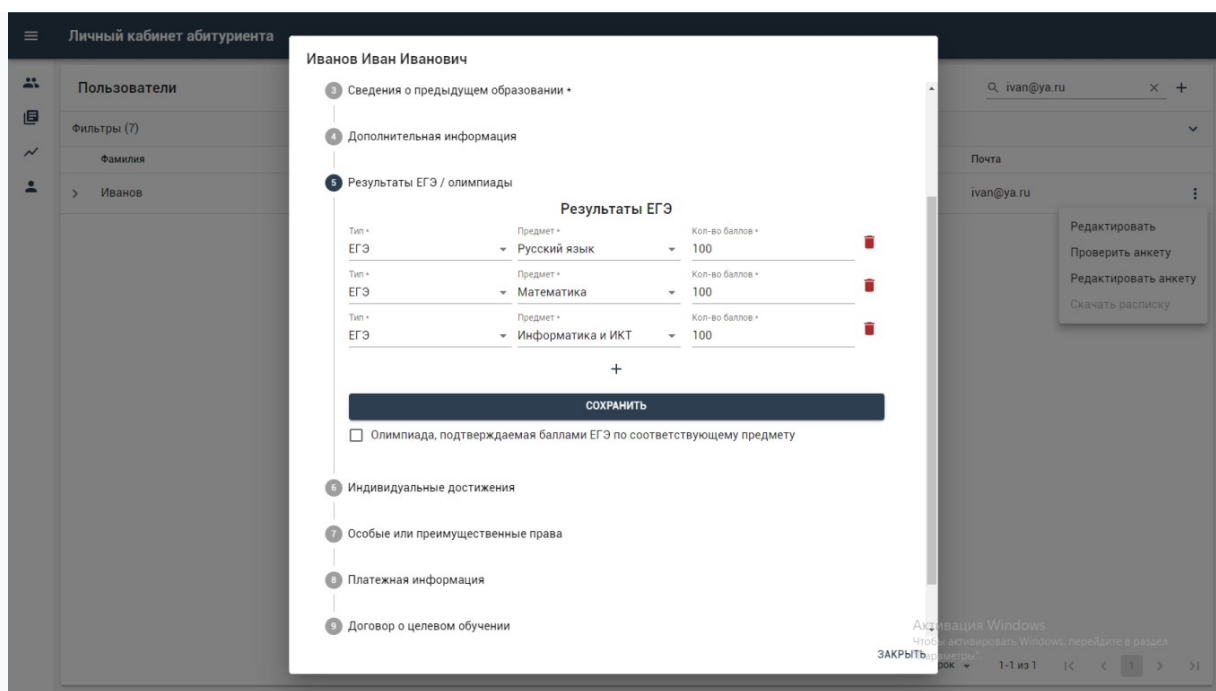 Личный кабинет абитуриента
Пользователи
ivan@ya.ru
Фильтры (7)
Фамилия
Почта
Иванов
ivan@ya.ru
Редактировать
Проверить анкету
Редактировать анкету
Скачать расписку
Иванов Иван Иванович
3 Сведения о предыдущем образовании *
4 Дополнительная информация
5 Результаты ЕГЭ / олимпиады
Результаты ЕГЭ
Тип * Предмет * Кол-во баллов *
ЕГЭ Русский язык 100
Тип * Предмет * Кол-во баллов *
ЕГЭ Математика 100
Тип * Предмет * Кол-во баллов *
ЕГЭ Информатика и ИКТ 100
СОХРАНИТЬ
Олимпиада, подтверждаемая баллами ЕГЭ по соответствующему предмету
6 Индивидуальные достижения
7 Особые или преимущественные права
8 Платежная информация
9 Договор о целевом обучении
ЗАКРЫТЬ
Активация Windows
Чтобы активировать Windows, перейдите в раздел
"Параметры".
1-1 из 1
1